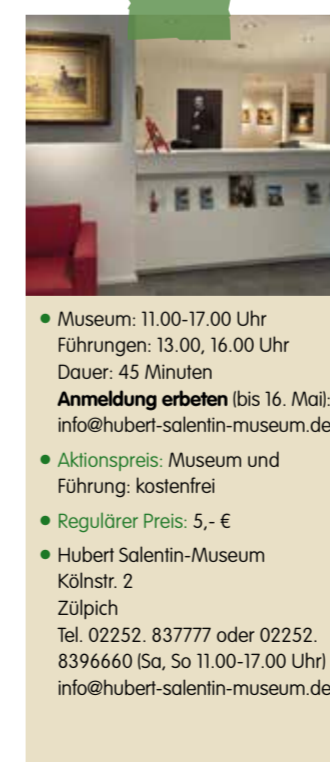 • Museum: 11.00-17.00 Uhr
Führungen: 13.00, 16.00 Uhr
Dauer: 45 Minuten
Anmeldung erbeten (bis 16. Mai):
info@hubert-salentin-museum.de
• Aktionspreis: Museum und
Führung: kostenfrei
• Regulärer Preis: 5,- €
• Hubert Salentin-Museum
Kölnstr. 2
Zülpich
Tel. 02252. 837777 oder 02252.
8396660 (Sa, So 11.00-17.00 Uhr)
info@hubert-salentin-museum.de